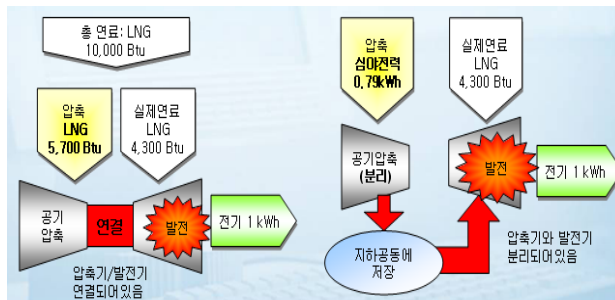 총 연료: LNG
10,000 Btu
압축
LNG
5,700 Btu
실제연료
LNG
4,300 Btu
공기
압축
연결
발전
전기 1 kWh
압축기/발전기
연결되어있음
압축
심야전력
0.79kWh
실제연료
LNG
4,300 Btu
공기압축
(분리)
발전
전기 1 kWh
지하공동에
저장
압축기와 발전기
분리되어있음